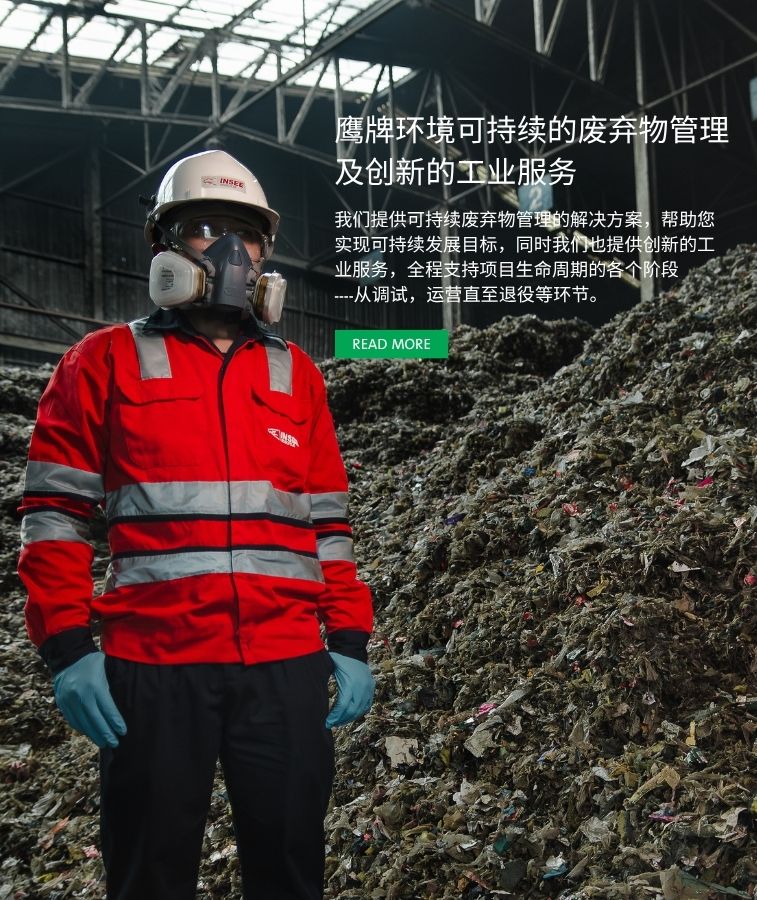 鹰牌环境可持续的废弃物管理
及创新的工业服务
我们提供可持续废弃物管理的解决方案，帮助您
实现可持续发展目标，同时我们也提供创新的工
业服务，全程支持项目生命周期的各个阶段
----从调试，运营直至退役等环节。
READ MORE
INSEE
INSEE
2